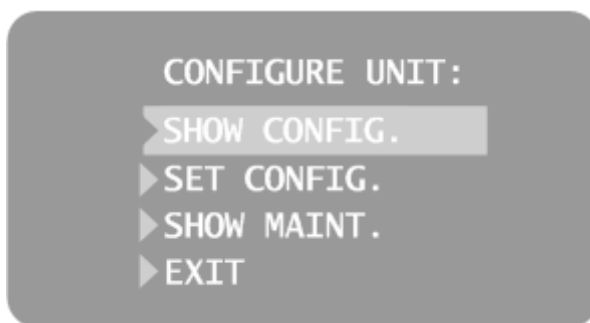 CONFIGURE UNIT:
SHOW CONFIG.
SET CONFIG.
SHOW MAINT.
EXIT